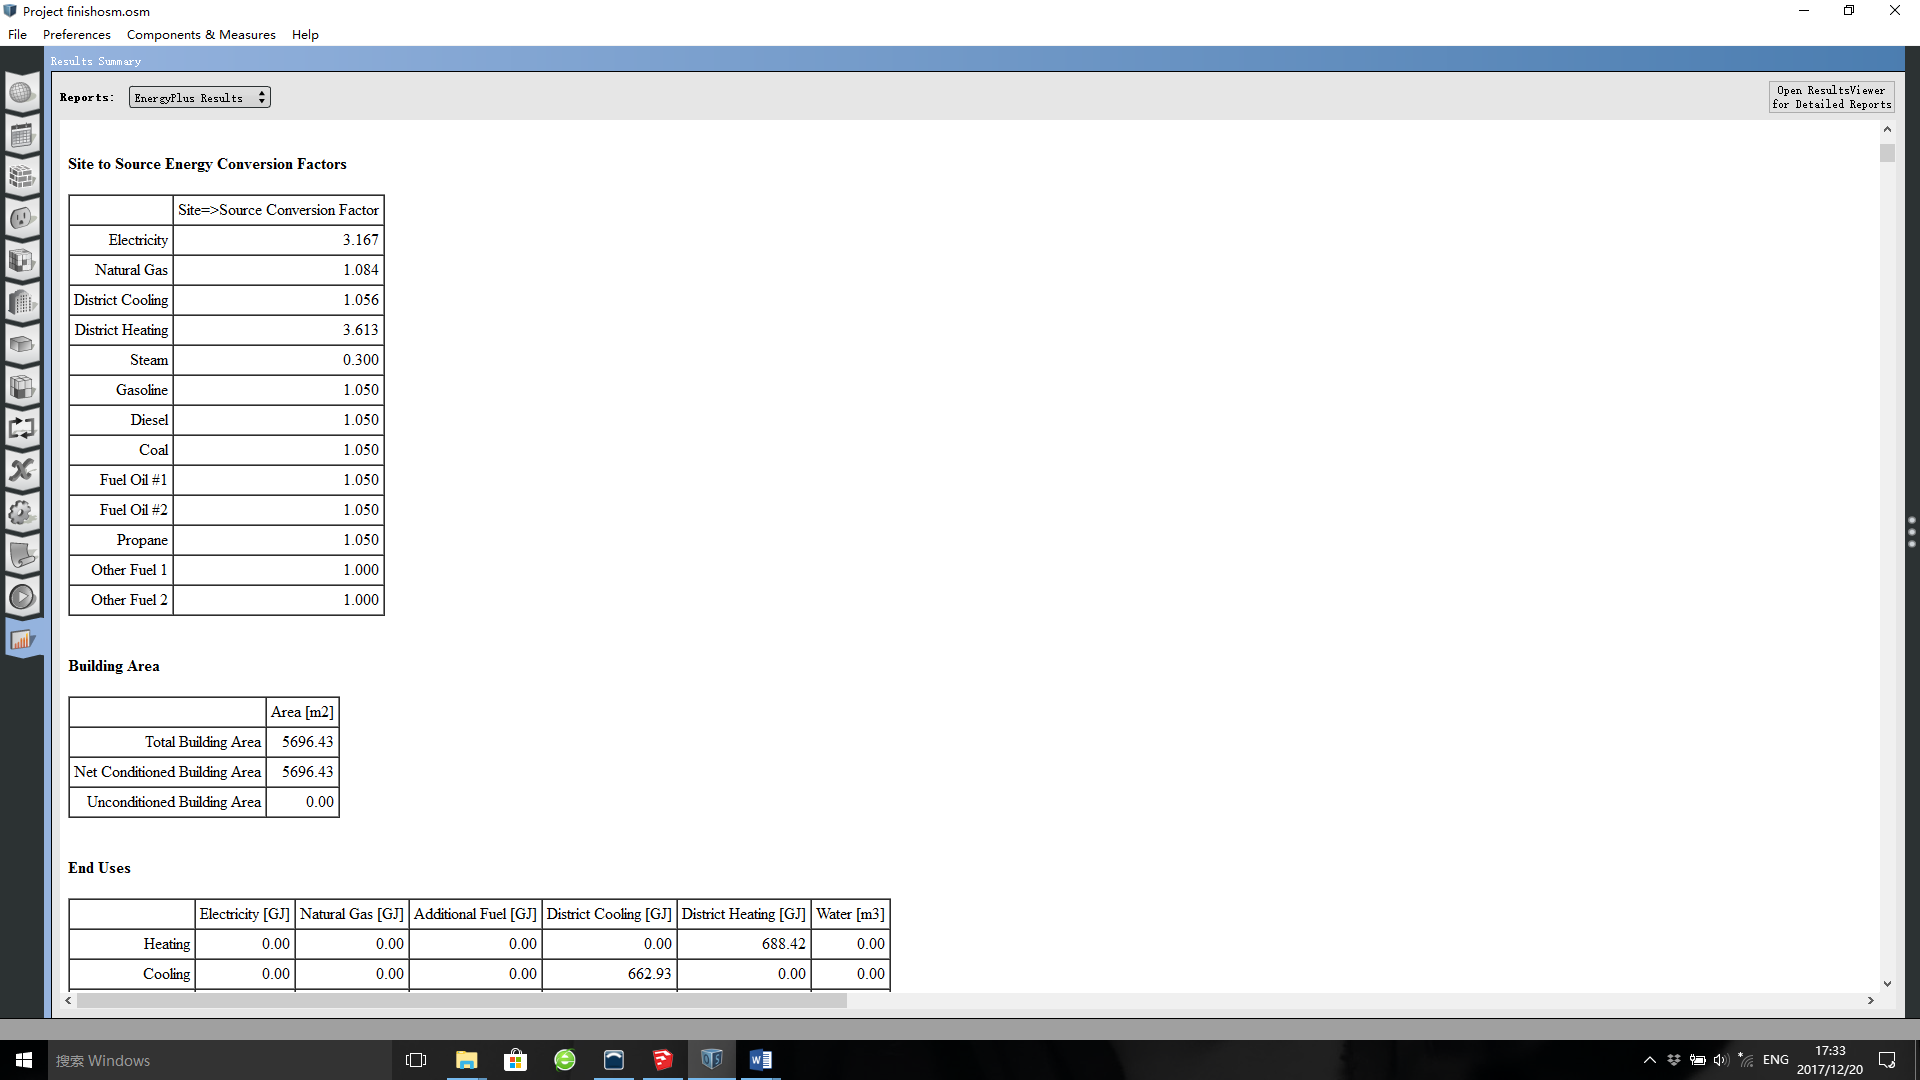 Project finishosm.osm
File Preferences Components & Measures Help
Results Summary
Reports: EnergyPlus Results
Open ResultsViewer
for Detailed Reports
Site to Source Energy Conversion Factors
Site=>Source Conversion Factor
Electricity 3.167
Natural Gas 1.084
District Cooling 1.056
District Heating 3.613
Steam 0.300
Gasoline 1.050
Diesel 1.050
Coal 1.050
Fuel Oil #1 1.050
Fuel Oil #2 1.050
Propane 1.050
Other Fuel 1 1.000
Other Fuel 2 1.000
Building Area
Area [m2]
Total Building Area 5696.43
Net Conditioned Building Area 5696.43
Unconditioned Building Area 0.00
End Uses
Electricity [GJ] Natural Gas [GJ] Additional Fuel [GJ] District Cooling [GJ] District Heating [GJ] Water [m3]
Heating 0.00 0.00 0.00 0.00 688.42 0.00
Cooling 0.00 0.00 0.00 662.93 0.00 0.00
搜索 Windows
ENG
17:33
2017/12/20